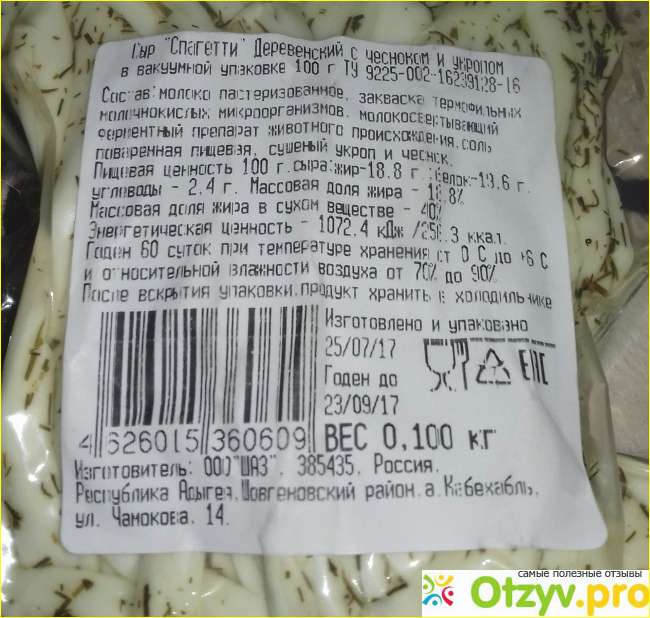 Сыр "Спагетти" Деревенский с чесноком и укропом
в вакуумной упаковке 100 г ТУ 9225-002-16239128-16
Состав: молоко пастеризованное, закваска термофильных
молочнокислых микроорганизмов, молокосвертывающий
ферментный препарат животного происхождения, соль
поваренная пищевая, сушеный укроп и чеснок.
Пищевая ценность 100 г.сыра:жир-18.8 г.;белок-19.6 г.
углеводы - 2.4 г. Массовая доля жира - 18.8%
Массовая доля жира в сухом веществе - 40%
Энергетическая ценность - 1072.4 кДж /256.3 ккал.
Годен 60 суток при температуре хранения от 0 С до +6 С
и относительной влажности воздуха от 70% до 90%
После вскрытия упаковки,продукт хранить в холодильнике
Изготовлено и упаковано
25/07/17
Годен до
23/09/17
EAC
4 626015 360609
ВЕС 0,100 кг
Изготовитель: ООО"ШАЗ", 385435, Россия,
Республика Адыгея,Шовгеновский район,а.Кабехабль,
ул. Чамокова, 14.
самые полезные отзывы
Otzyv.pro